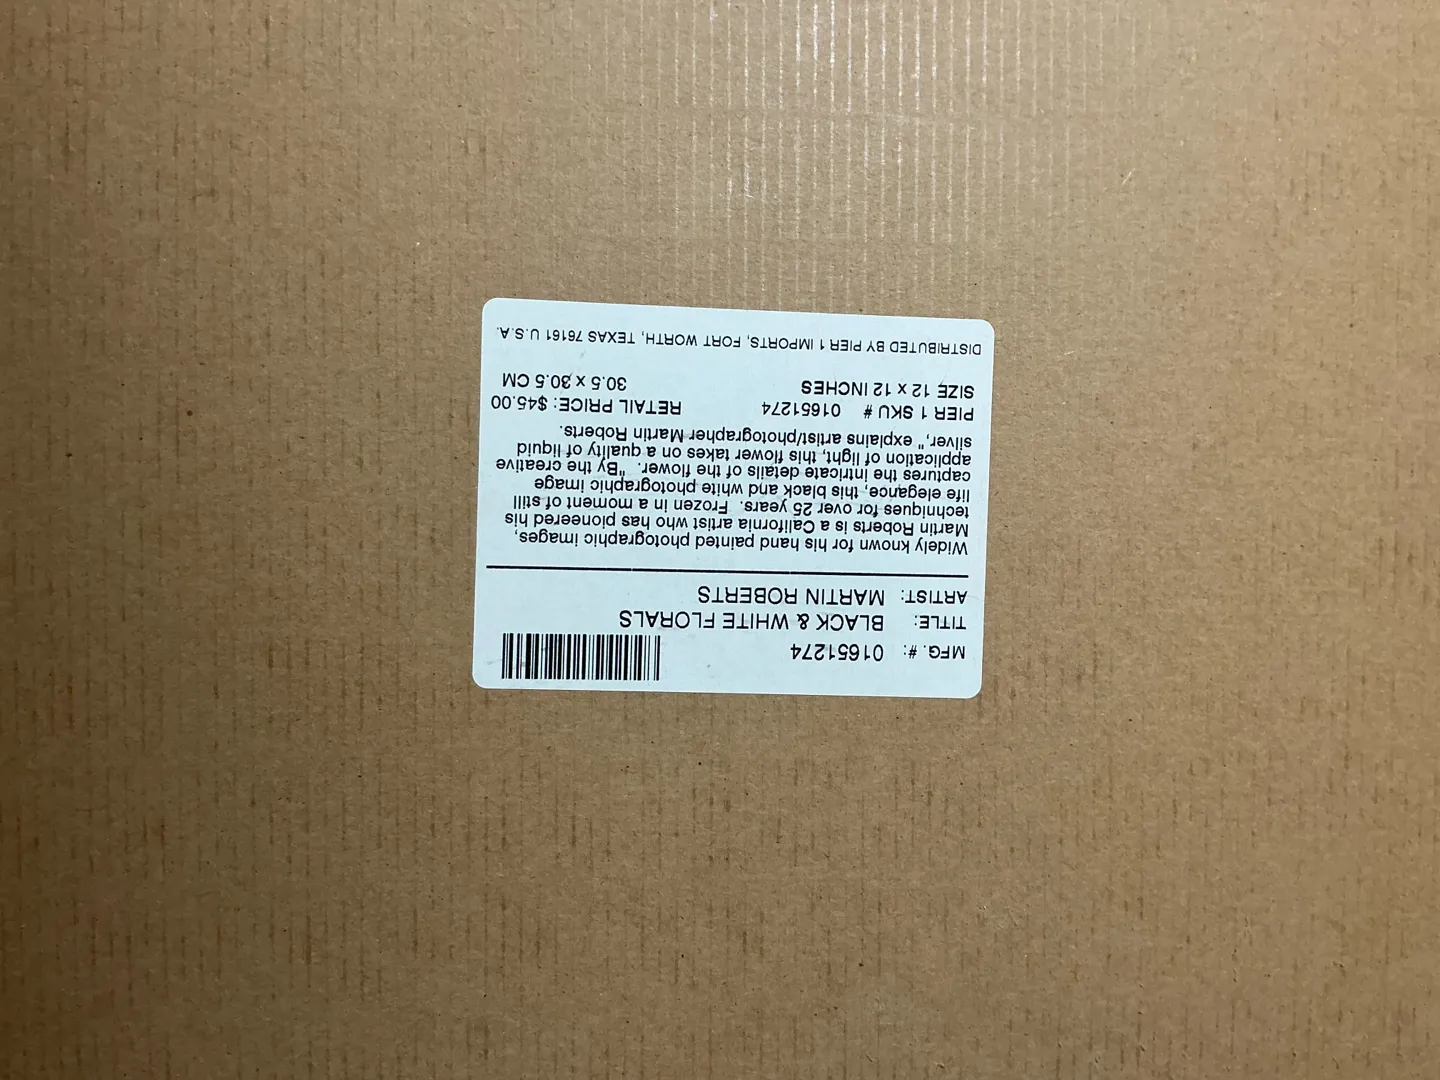 MFG. #: 01651274
TITLE: BLACK & WHITE FLORALS
ARTIST: MARTIN ROBERTS
Widely known for his hand painted photographic images,
Martin Roberts is a California artist who has pioneered his
techniques for over 25 years. Frozen in a moment of still
life elegance, this black and white photographic image
captures the intricate details of the flower. "By the creative
application of light, this flower takes on a quality of liquid
silver," explains artist/photographer Martin Roberts.
PIER 1 SKU # 01651274 RETAIL PRICE: $45.00
SIZE 12 x 12 INCHES 30.5 x 30.5 CM
DISTRIBUTED BY PIER 1 IMPORTS, FORT WORTH, TEXAS 76161 U.S.A.